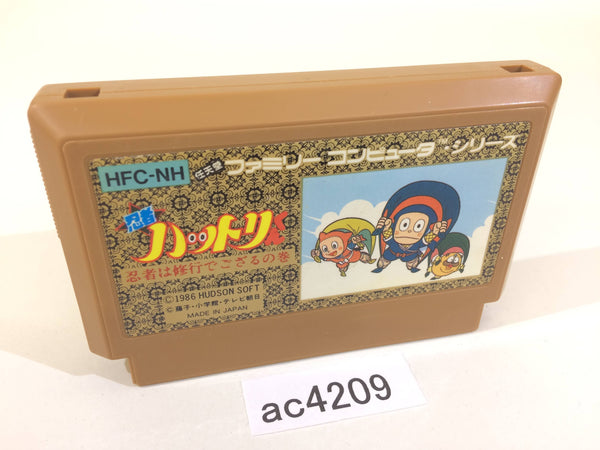 HFC-NH
任天堂 ファミリーコンピュータ™シリーズ
忍者
ハットリくん
忍者は修行でござるの巻
©1986 HUDSON SOFT
©藤子・小学館・テレビ朝日
MADE IN JAPAN
ac4209